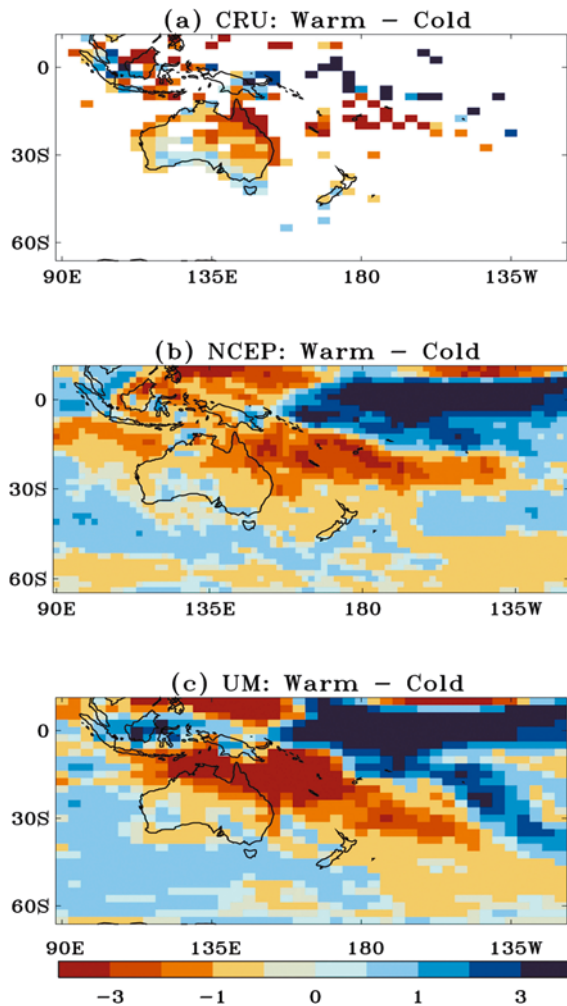 (a) CRU: Warm − Cold
0
30S
60S
90E 135E 180 135W
(b) NCEP: Warm − Cold
0
30S
60S
90E 135E 180 135W
(c) UM: Warm − Cold
0
30S
60S
90E 135E 180 135W
−3 −1 0 1 3